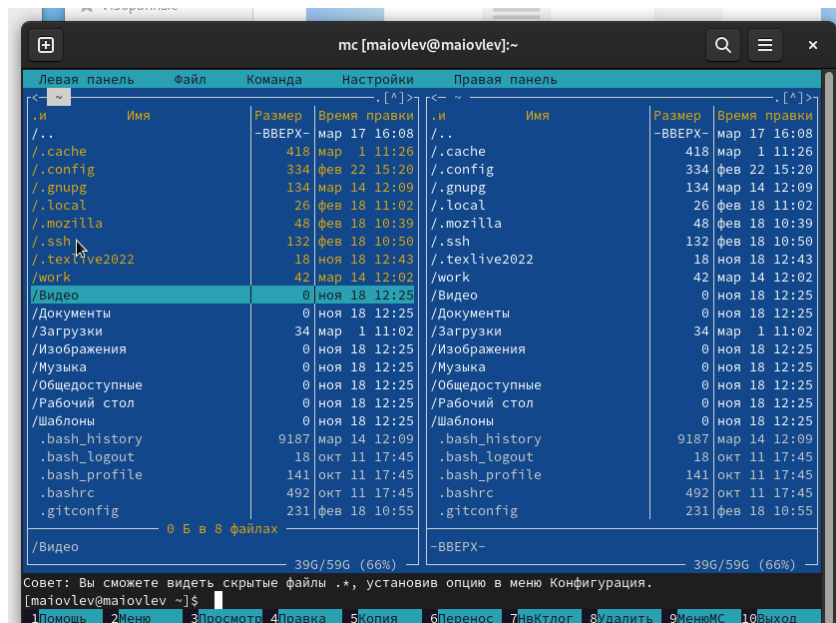 Избранные
mc [maiovlev@maiovlev]:~
Левая панель Файл Команда Настройки Правая панель
<— ~ .[^]> <— ~ .[^]>
.и Имя Размер Время правки .и Имя Размер Время правки
/.. -ВВЕРХ- мар 17 16:08 /.. -ВВЕРХ- мар 17 16:08
/.cache 418 мар 1 11:26 /.cache 418 мар 1 11:26
/.config 334 фев 22 15:20 /.config 334 фев 22 15:20
/.gnupg 134 мар 14 12:09 /.gnupg 134 мар 14 12:09
/.local 26 фев 18 11:02 /.local 26 фев 18 11:02
/.mozilla 48 фев 18 10:39 /.mozilla 48 фев 18 10:39
/.ssh 132 фев 18 10:50 /.ssh 132 фев 18 10:50
/.texlive2022 18 ноя 18 12:43 /.texlive2022 18 ноя 18 12:43
/work 42 мар 14 12:02 /work 42 мар 14 12:02
/Видео 0 ноя 18 12:25 /Видео 0 ноя 18 12:25
/Документы 0 ноя 18 12:25 /Документы 0 ноя 18 12:25
/Загрузки 34 мар 1 11:02 /Загрузки 34 мар 1 11:02
/Изображения 0 ноя 18 12:25 /Изображения 0 ноя 18 12:25
/Музыка 0 ноя 18 12:25 /Музыка 0 ноя 18 12:25
/Общедоступные 0 ноя 18 12:25 /Общедоступные 0 ноя 18 12:25
/Рабочий стол 0 ноя 18 12:25 /Рабочий стол 0 ноя 18 12:25
/Шаблоны 0 ноя 18 12:25 /Шаблоны 0 ноя 18 12:25
.bash_history 9187 мар 14 12:09 .bash_history 9187 мар 14 12:09
.bash_logout 18 окт 11 17:45 .bash_logout 18 окт 11 17:45
.bash_profile 141 окт 11 17:45 .bash_profile 141 окт 11 17:45
.bashrc 492 окт 11 17:45 .bashrc 492 окт 11 17:45
.gitconfig 231 фев 18 10:55 .gitconfig 231 фев 18 10:55
0 Б в 8 файлах
/Видео -ВВЕРХ-
39G/59G (66%) 39G/59G (66%)
Совет: Вы сможете видеть скрытые файлы .*, установив опцию в меню Конфигурация.
[maiovlev@maiovlev ~]$
1Помощь 2Меню 3Просмотр 4Правка 5Копия 6Перенос 7НвКтлог 8Удалить 9МенюMC 10Выход